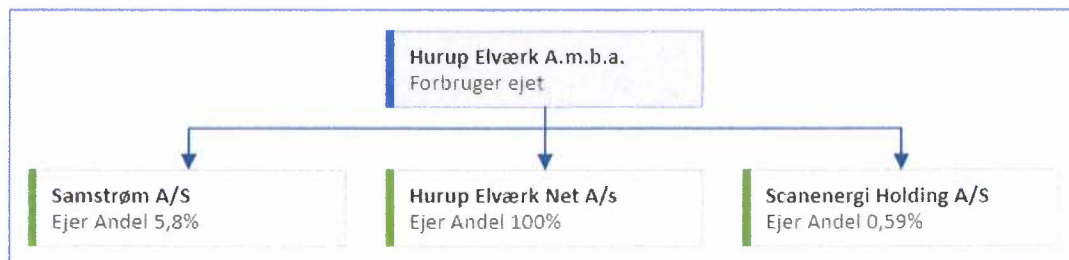 Hurup Elværk A.m.b.a.
Forbruger ejet
Samstrøm A/S
Ejer Andel 5,8%
Hurup Elværk Net A/s
Ejer Andel 100%
Scanenergi Holding A/S
Ejer Andel 0,59%